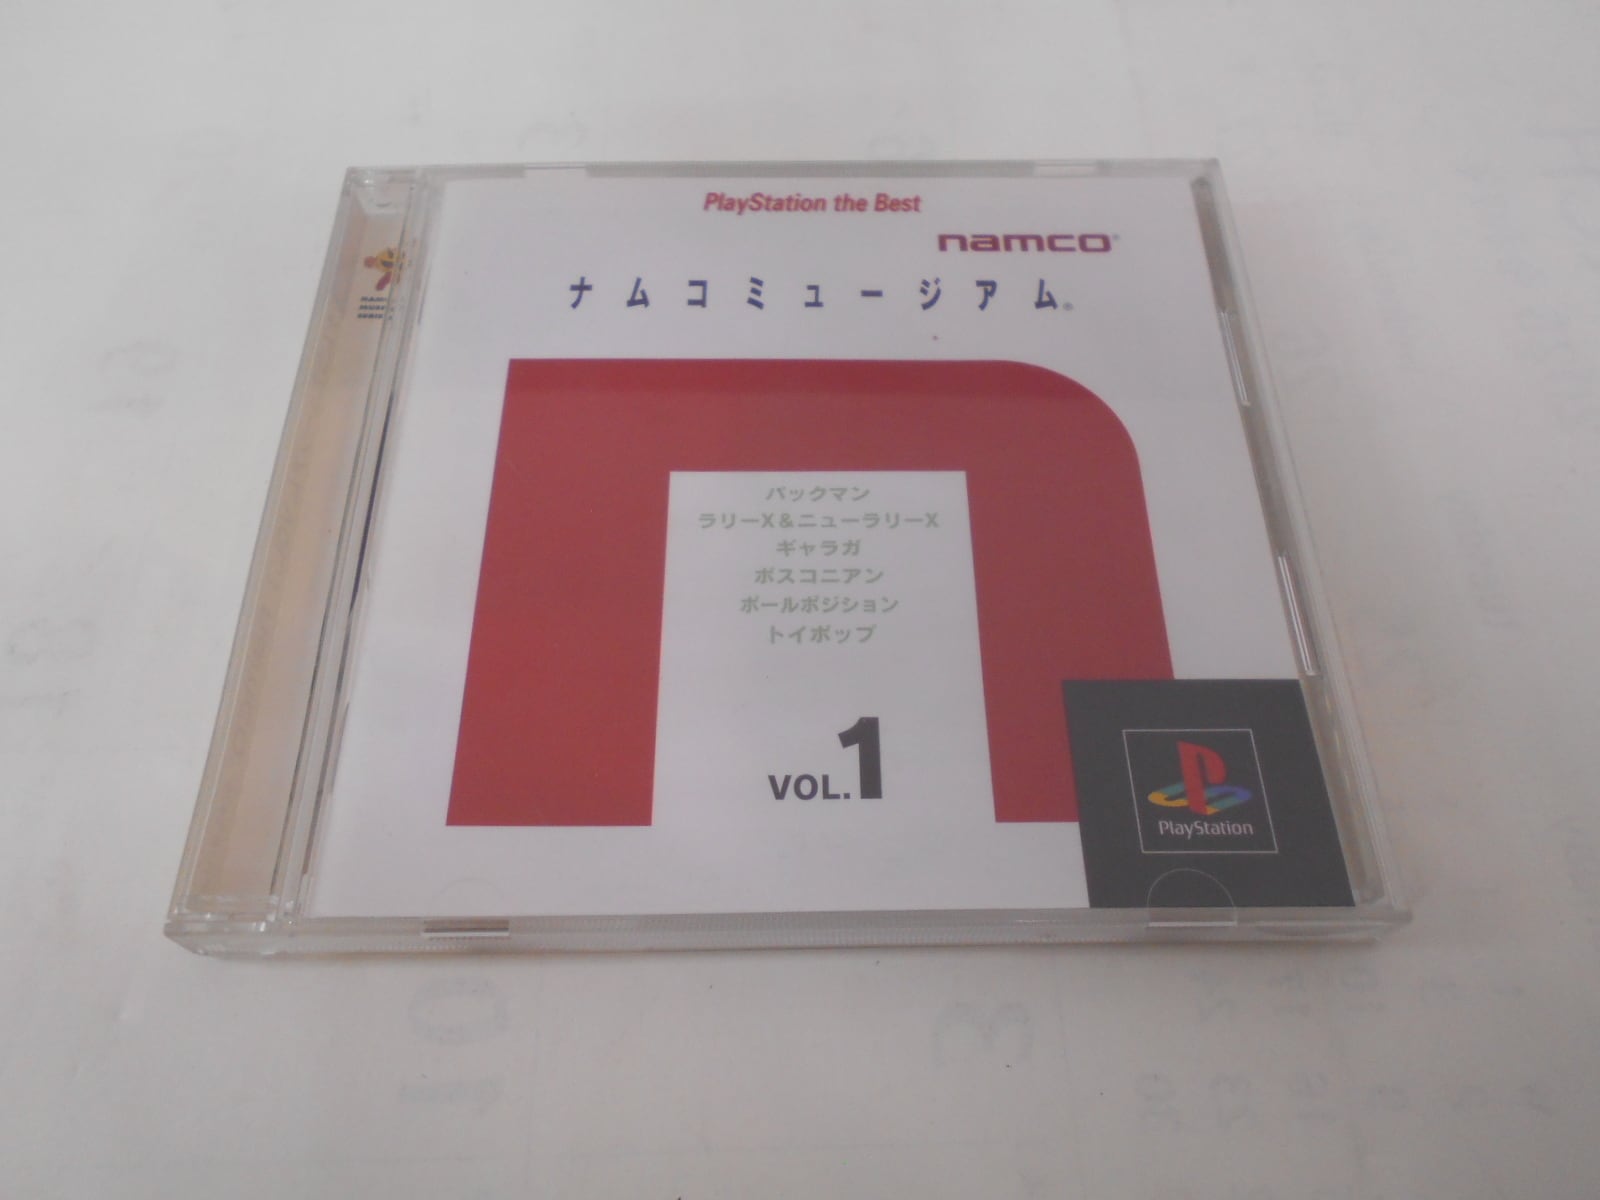 PlayStation the Best
namco®
ナムコミュージアム®
パックマン
ラリーX&ニューラリーX
ギャラガ
ボスコニアン
ポールポジション
トイポップ
VOL.1
PlayStation